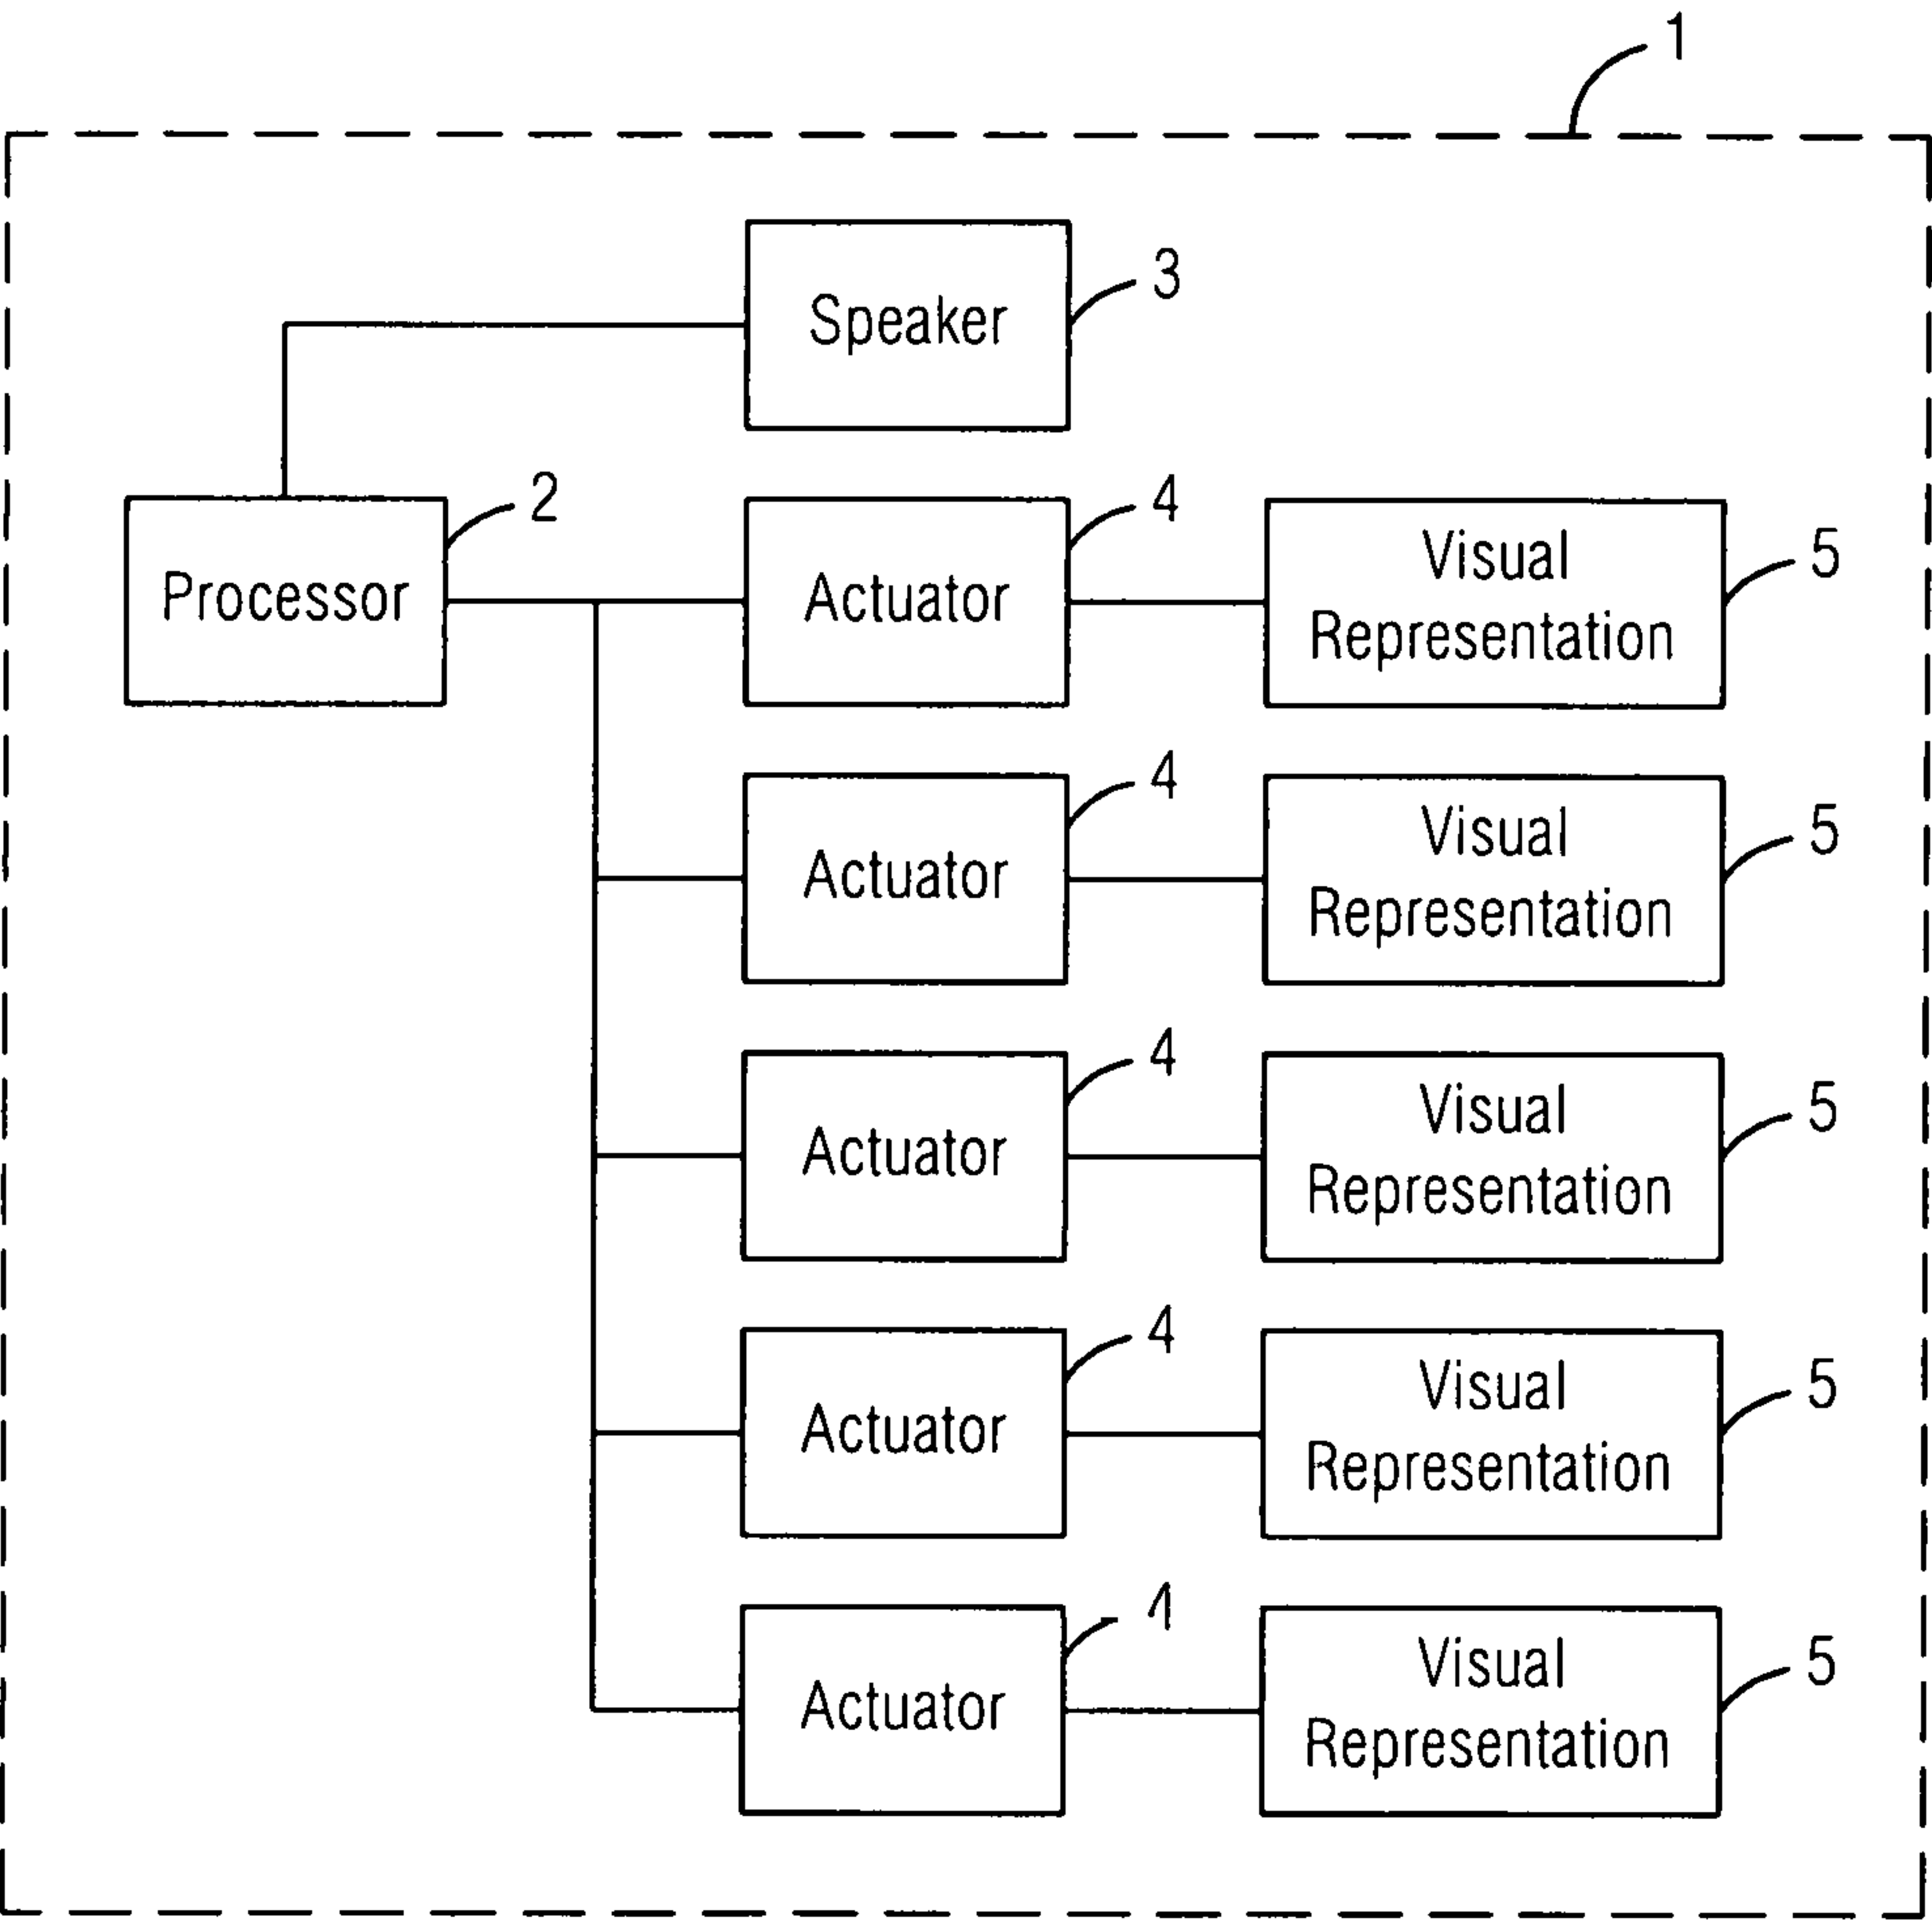 1
Speaker
3
Processor
2
Actuator
4
Visual
Representation
5
Actuator
4
Visual
Representation
5
Actuator
4
Visual
Representation
5
Actuator
4
Visual
Representation
5
Actuator
4
Visual
Representation
5